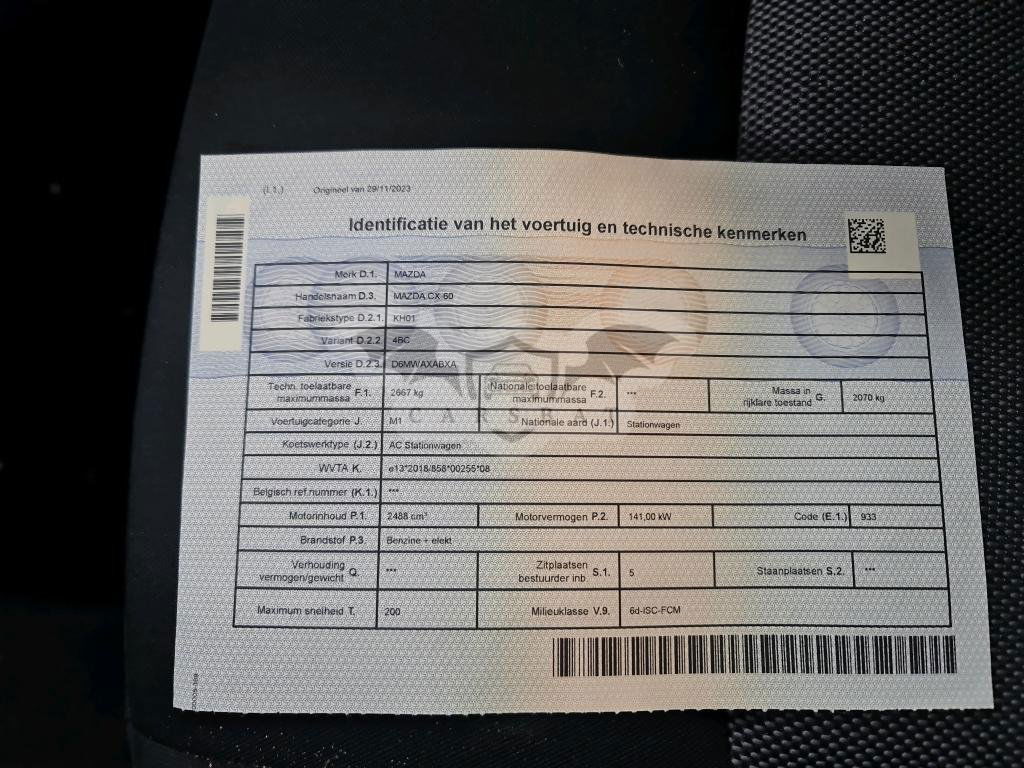 (I.1.) Origineel van 29/11/2023
Identificatie van het voertuig en technische kenmerken
Merk D.1. MAZDA
Handelsnaam D.3. MAZDA CX 60
Fabriekstype D.2.1. KH01
Variant D.2.2 4BC
Versie D.2.3. D6MWAXABXA
Techn. toelaatbare maximummassa F.1. 2667 kg Nationale toelaatbare maximummassa F.2. *** Massa in rijklare toestand G. 2070 kg
CARSBAT
Voertuigcategorie J. M1 Nationale aard (J.1.) Stationwagen
Koetswerktype (J.2.) AC Stationwagen
WVTA K. e13*2018/858*00255*08
Belgisch ref.nummer (K.1.) ***
Motorinhoud P.1. 2488 cm³ Motorvermogen P.2. 141,00 kW Code (E.1.) 933
Brandstof P.3. Benzine + elekt
Verhouding vermogen/gewicht Q. *** Zitplaatsen bestuurder inb. S.1. 5 Staanplaatsen S.2. ***
Maximum snelheid T. 200 Milieuklasse V.9. 6d-ISC-FCM